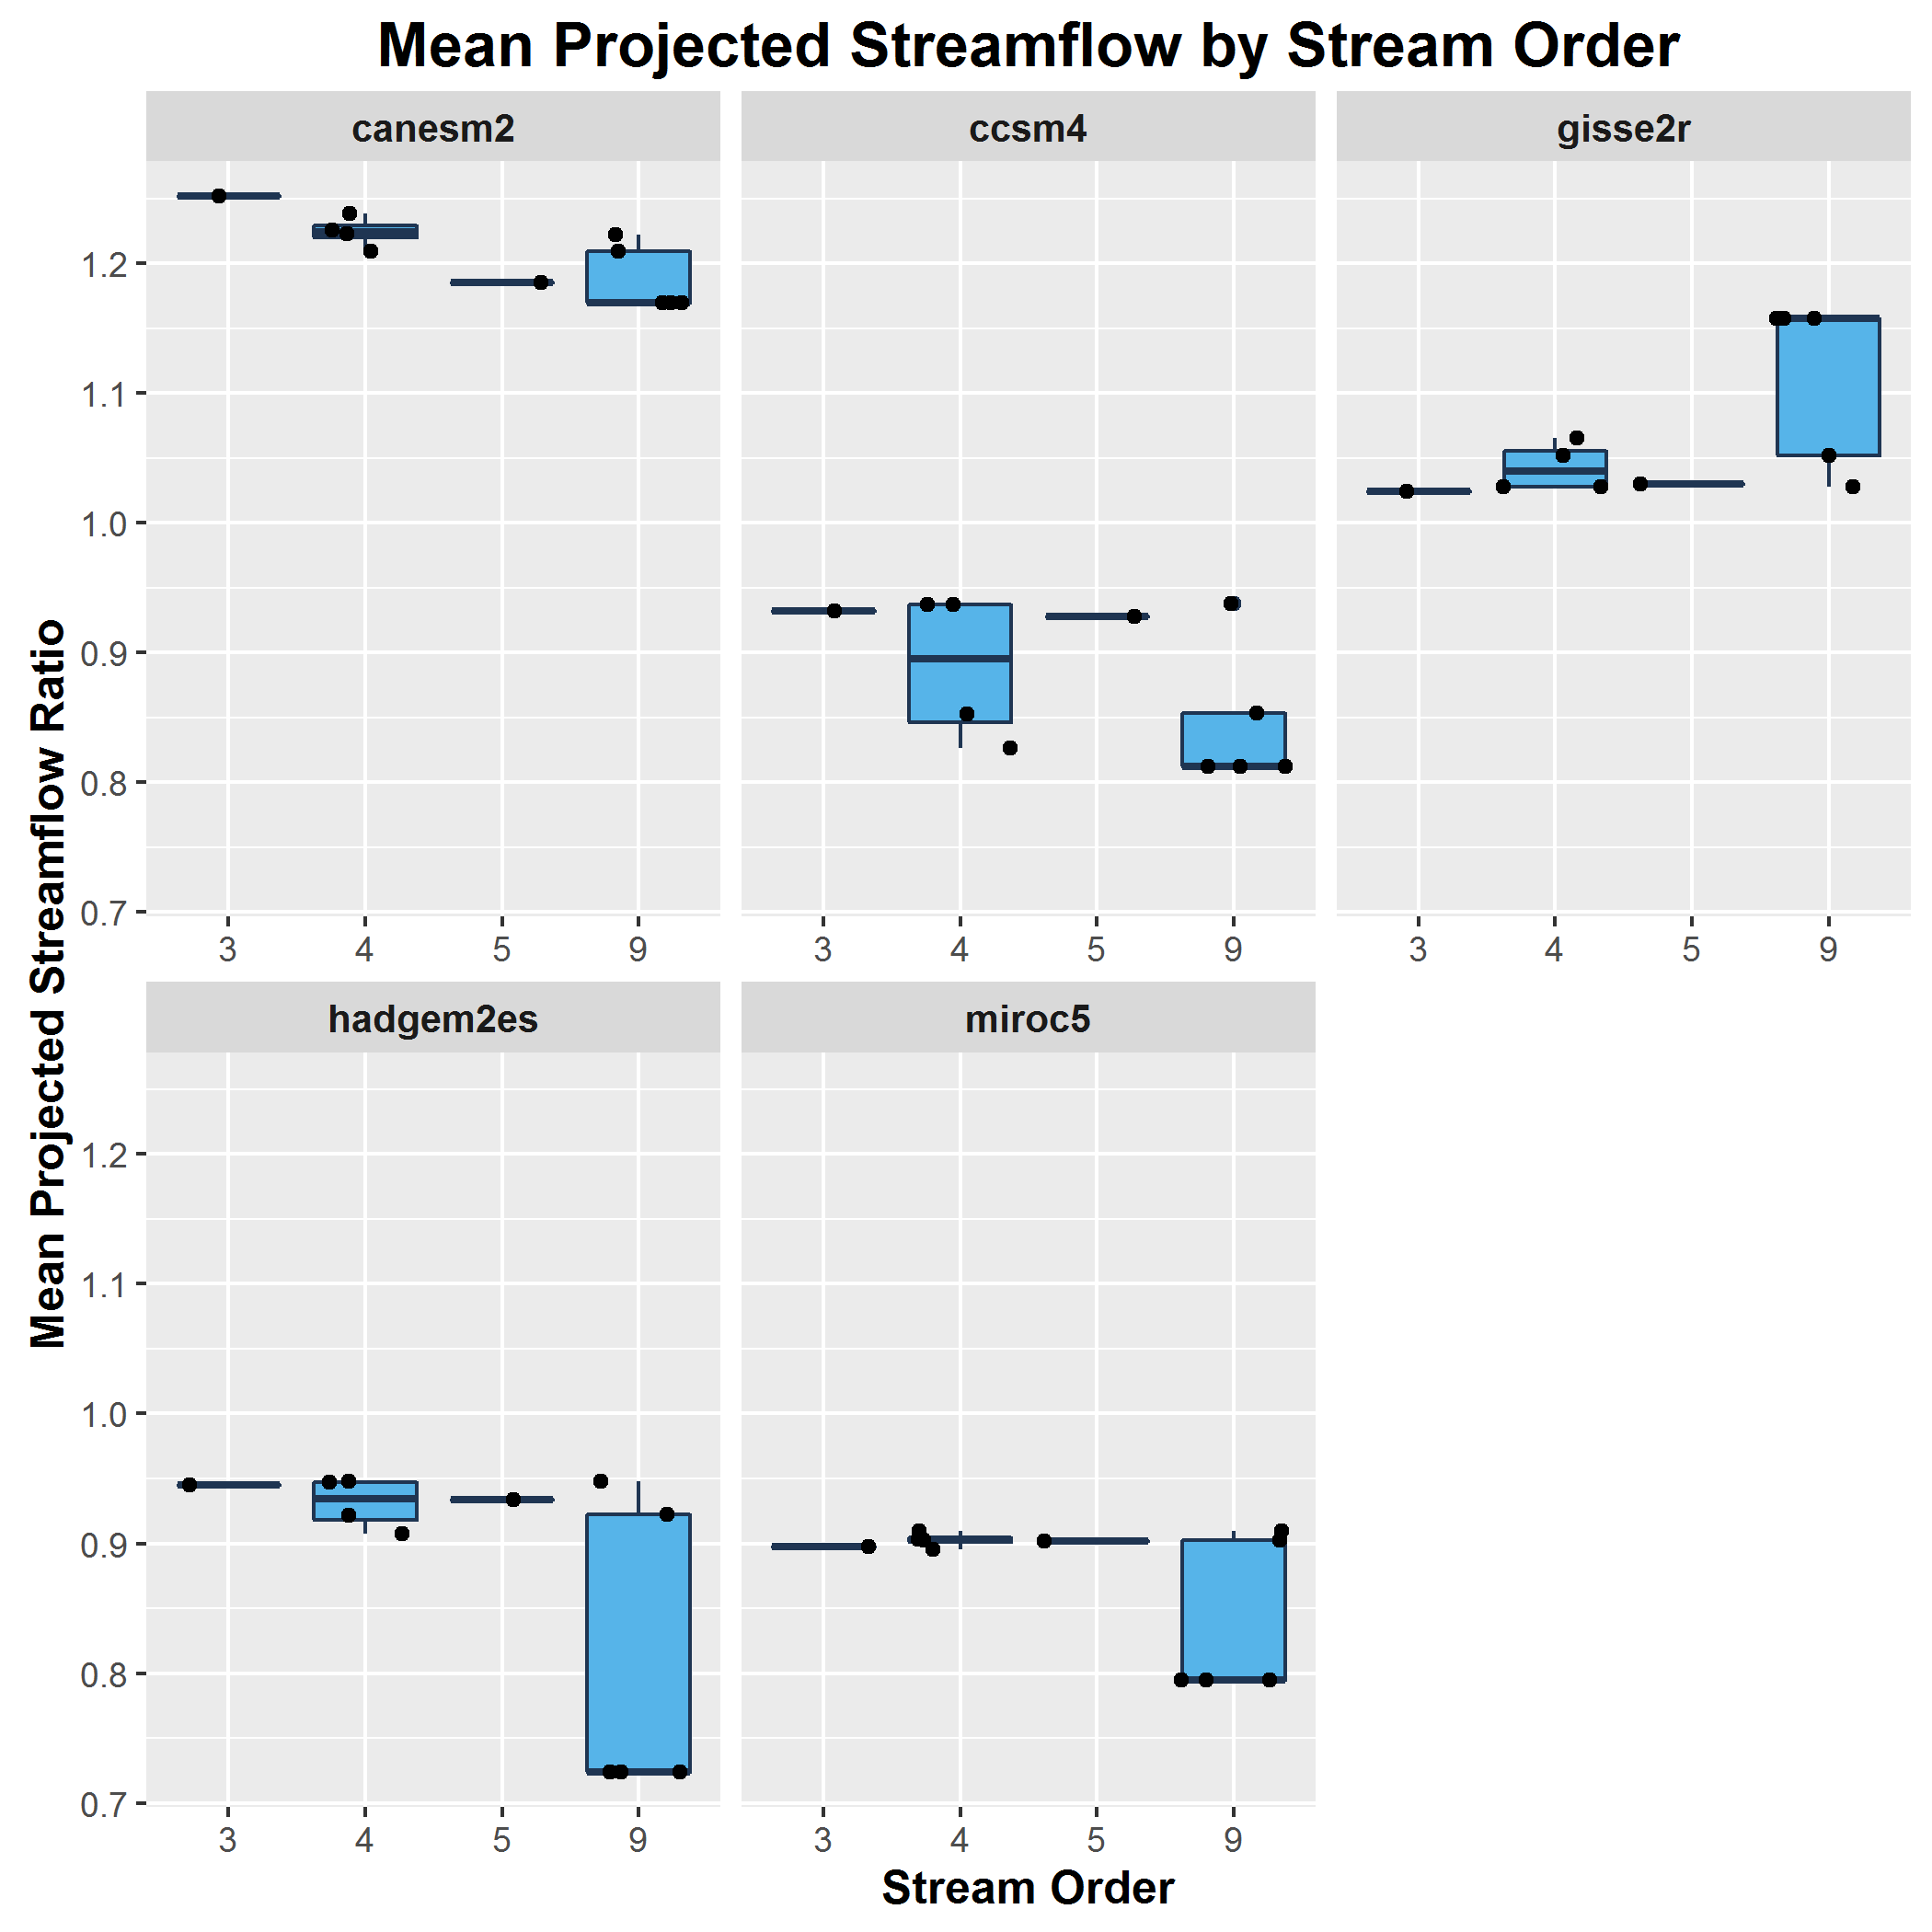 Mean Projected Streamflow by Stream Order
canesm2
ccsm4
gisse2r
1.2
1.1
1.0
0.9
0.8
0.7
3 4 5 9
3 4 5 9
3 4 5 9
hadgem2es
miroc5
1.2
1.1
1.0
0.9
0.8
0.7
3 4 5 9
3 4 5 9
Mean Projected Streamflow Ratio
Stream Order